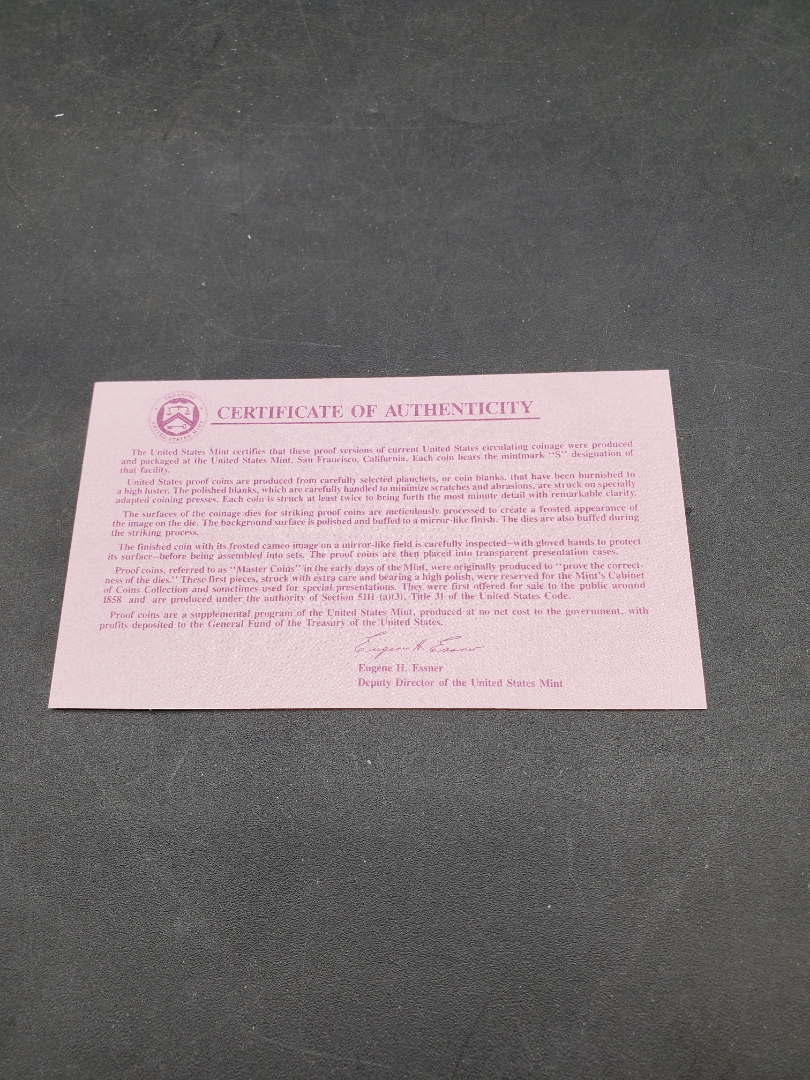 CERTIFICATE OF AUTHENTICITY
The United States Mint certifies that these proof versions of current United States circulating coinage were produced
and packaged at the United States Mint, San Francisco, California. Each coin bears the mintmark "S" designation of
that facility.
United States proof coins are produced from carefully selected planchets, or coin blanks, that have been burnished to
a high luster. The polished blanks, which are carefully handled to minimize scratches and abrasions, are struck on specially
adapted coining presses. Each coin is struck at least twice to bring forth the most minute detail with remarkable clarity.
The surfaces of the coinage dies for striking proof coins are meticulously processed to create a frosted appearance of
the image on the die. The background surface is polished and buffed to a mirror-like finish. The dies are also buffed during
the striking process.
The finished coin with its frosted cameo image on a mirror-like field is carefully inspected--with gloved hands to protect
its surface--before being assembled into sets. The proof coins are then placed into transparent presentation cases.
Proof coins, referred to as "Master Coins" in the early days of the Mint, were originally produced to "prove the correct-
ness of the dies." These first pieces, struck with extra care and bearing a high polish, were reserved for the Mint's Cabinet
of Coins Collection and sometimes used for special presentations. They were first offered for sale to the public around
1858 and are produced under the authority of Section 5111 (a)(3), Title 31 of the United States Code.
Proof coins are a supplemental program of the United States Mint, produced at no net cost to the government, with
profits deposited to the General Fund of the Treasury of the United States.
Eugene H. Essner
Eugene H. Essner
Deputy Director of the United States Mint